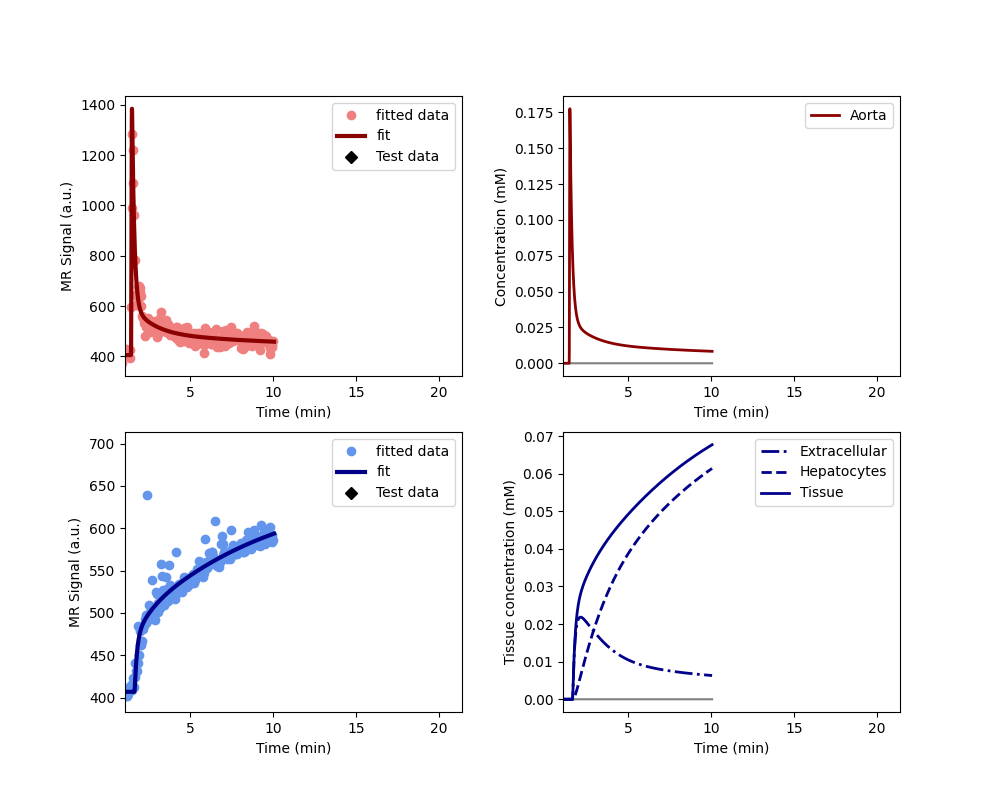 1400
1200
1000
800
600
400
MR Signal (a.u.)
5
10
15
20
Time (min)
fitted data
fit
Test data
0.175
0.150
0.125
0.100
0.075
0.050
0.025
0.000
Concentration (mM)
5
10
15
20
Time (min)
Aorta
700
650
600
550
500
450
400
MR Signal (a.u.)
5
10
15
20
Time (min)
fitted data
fit
Test data
0.07
0.06
0.05
0.04
0.03
0.02
0.01
0.00
Tissue concentration (mM)
5
10
15
20
Time (min)
Extracellular
Hepatocytes
Tissue